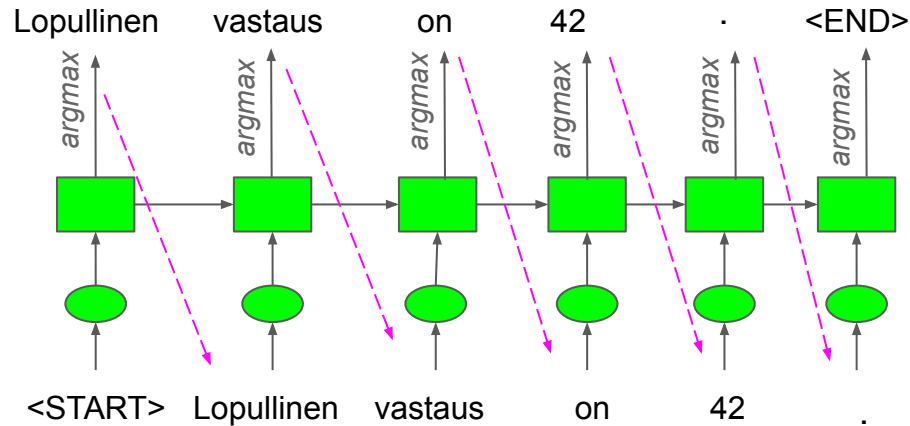 Lopullinen vastaus on 42 . <END>
argmax argmax argmax argmax argmax argmax
<START> Lopullinen vastaus on 42 .